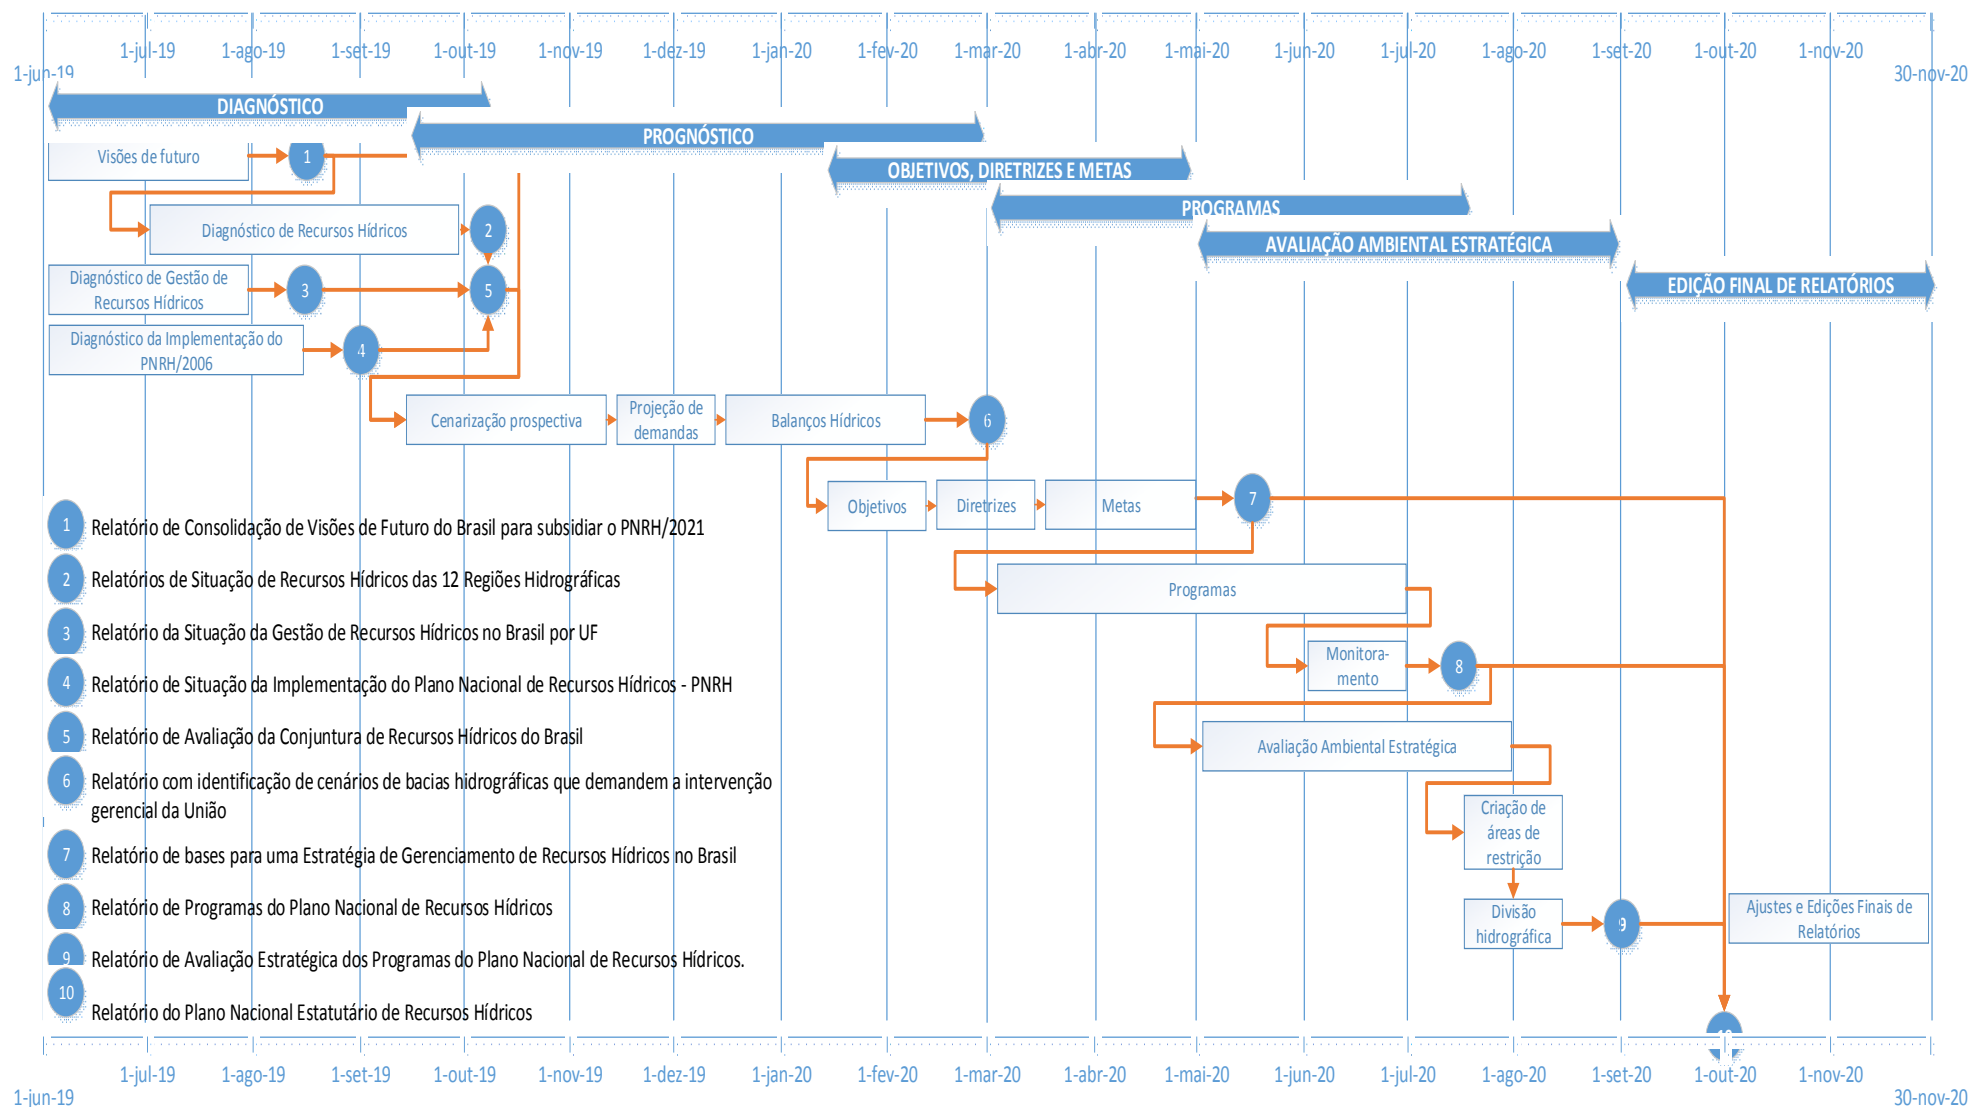 1-jul-19 1-ago-19 1-set-19 1-out-19 1-nov-19 1-dez-19 1-jan-20 1-fev-20 1-mar-20 1-abr-20 1-mai-20 1-jun-20 1-jul-20 1-ago-20 1-set-20 1-out-20 1-nov-20
1-jun-19 30-nov-20
DIAGNÓSTICO
PROGNÓSTICO
OBJETIVOS, DIRETRIZES E METAS
PROGRAMAS
AVALIAÇÃO AMBIENTAL ESTRATÉGICA
EDIÇÃO FINAL DE RELATÓRIOS
Visões de futuro
1
Diagnóstico de Recursos Hídricos
2
Diagnóstico de Gestão de
Recursos Hídricos
3
5
Diagnóstico da Implementação do
PNRH/2006
4
Cenarização prospectiva
Projeção de
demandas
Balanços Hídricos
6
Objetivos
Diretrizes
Metas
7
Programas
Monitora-
mento
8
Avaliação Ambiental Estratégica
Criação de
áreas de
restrição
Divisão
hidrográfica
9
Ajustes e Edições Finais de
Relatórios
10
1 Relatório de Consolidação de Visões de Futuro do Brasil para subsidiar o PNRH/2021
2 Relatórios de Situação de Recursos Hídricos das 12 Regiões Hidrográficas
3 Relatório da Situação da Gestão de Recursos Hídricos no Brasil por UF
4 Relatório de Situação da Implementação do Plano Nacional de Recursos Hídricos - PNRH
5 Relatório de Avaliação da Conjuntura de Recursos Hídricos do Brasil
6 Relatório com identificação de cenários de bacias hidrográficas que demandem a intervenção
gerencial da União
7 Relatório de bases para uma Estratégia de Gerenciamento de Recursos Hídricos no Brasil
8 Relatório de Programas do Plano Nacional de Recursos Hídricos
9 Relatório de Avaliação Estratégica dos Programas do Plano Nacional de Recursos Hídricos.
10 Relatório do Plano Nacional Estatutário de Recursos Hídricos
1-jul-19 1-ago-19 1-set-19 1-out-19 1-nov-19 1-dez-19 1-jan-20 1-fev-20 1-mar-20 1-abr-20 1-mai-20 1-jun-20 1-jul-20 1-ago-20 1-set-20 1-out-20 1-nov-20
1-jun-19 30-nov-20